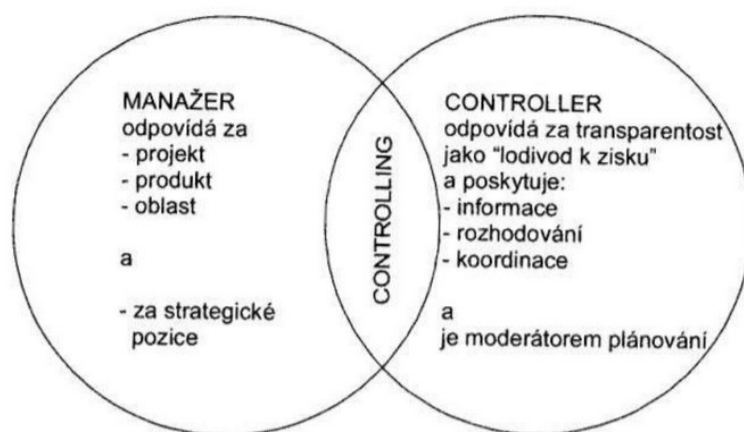 MANAŽER
odpovídá za
- projekt
- produkt
- oblast
a
- za strategické
pozice
CONTROLLING
CONTROLLER
odpovídá za transparentost
jako “lodivod k zisku”
a poskytuje:
- informace
- rozhodování
- koordinace
a
je moderátorem plánování